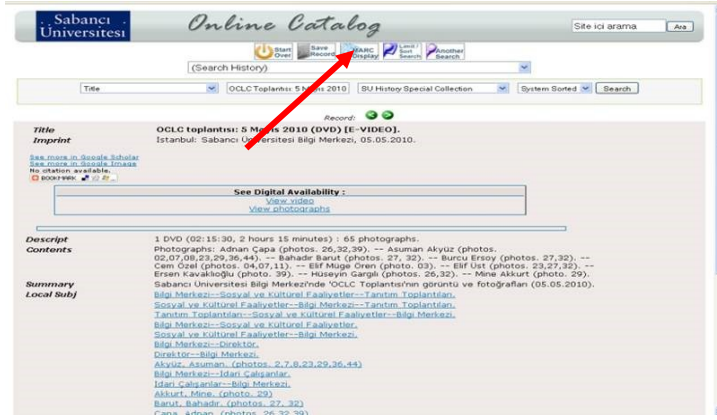 Sabancı
Üniversitesi
Online Catalog
Site ici arama
Ara
Start Over
Save Record
MARC Display
Limit/ Sort Search
Another Search
(Search History)
Title
OCLC Toplantısı: 5 Mayıs 2010
SU History Special Collection
System Sorted
Search
Record:
Title OCLC toplantısı: 5 Mayıs 2010 (DVD) [E-VIDEO].
Imprint İstanbul: Sabancı Üniversitesi Bilgi Merkezi, 05.05.2010.
See more in Google Scholar
See more in Google Image
No citation available.
BOOKMARK
See Digital Availability :
View video
View photographs
Descript 1 DVD (02:15:30, 2 hours 15 minutes) : 65 photographs.
Contents Photographs: Adnan Çapa (photos. 26,32,39). -- Asuman Akyüz (photos.
02,07,08,23,29,36,44). -- Bahadır Barut (photos. 27, 32). -- Burcu Ersoy (photos. 27,32). --
Cem Özel (photos. 04,07,11). -- Elif Müge Ören (photo. 03). -- Elif Üst (photos. 23,27,32). --
Ersen Kavaklıoğlu (photo. 39). -- Hüseyin Gargılı (photos. 26,32). -- Mine Akkurt (photo. 29).
Summary Sabancı Üniversitesi Bilgi Merkezi'nde 'OCLC Toplantısı'nın görüntü ve fotoğrafları (05.05.2010).
Local Subj Bilgi Merkezi--Sosyal ve Kültürel Faaliyetler--Tanıtım Toplantıları.
Sosyal ve Kültürel Faaliyetler--Bilgi Merkezi--Tanıtım Toplantıları.
Tanıtım Toplantıları--Sosyal ve Kültürel Faaliyetler--Bilgi Merkezi.
Bilgi Merkezi--Sosyal ve Kültürel Faaliyetler.
Sosyal ve Kültürel Faaliyetler--Bilgi Merkezi.
Bilgi Merkezi--Direktör.
Direktör--Bilgi Merkezi.
Akyüz, Asuman. (photos. 2,7,8,23,29,36,44)
Bilgi Merkezi--İdari Çalışanlar.
İdari Çalışanlar--Bilgi Merkezi.
Akkurt, Mine. (photo. 29)
Barut, Bahadır. (photos. 27, 32)
Çapa, Adnan. (photos. 26,32,39)